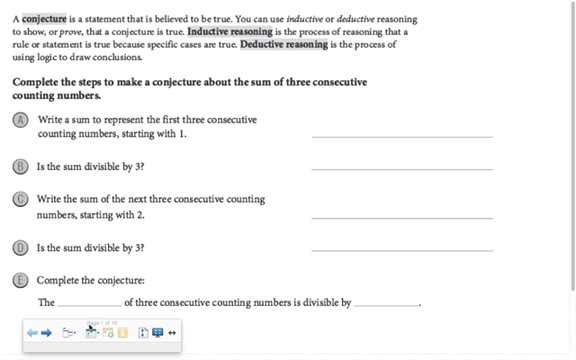 A conjecture is a statement that is believed to be true. You can use inductive or deductive reasoning
to show, or prove, that a conjecture is true. Inductive reasoning is the process of reasoning that a
rule or statement is true because specific cases are true. Deductive reasoning is the process of
using logic to draw conclusions.
Complete the steps to make a conjecture about the sum of three consecutive
counting numbers.
A Write a sum to represent the first three consecutive
counting numbers, starting with 1.
B Is the sum divisible by 3?
C Write the sum of the next three consecutive counting
numbers, starting with 2.
D Is the sum divisible by 3?
E Complete the conjecture:
The ____________ of three consecutive counting numbers is divisible by ____________.
Page 1 of 10